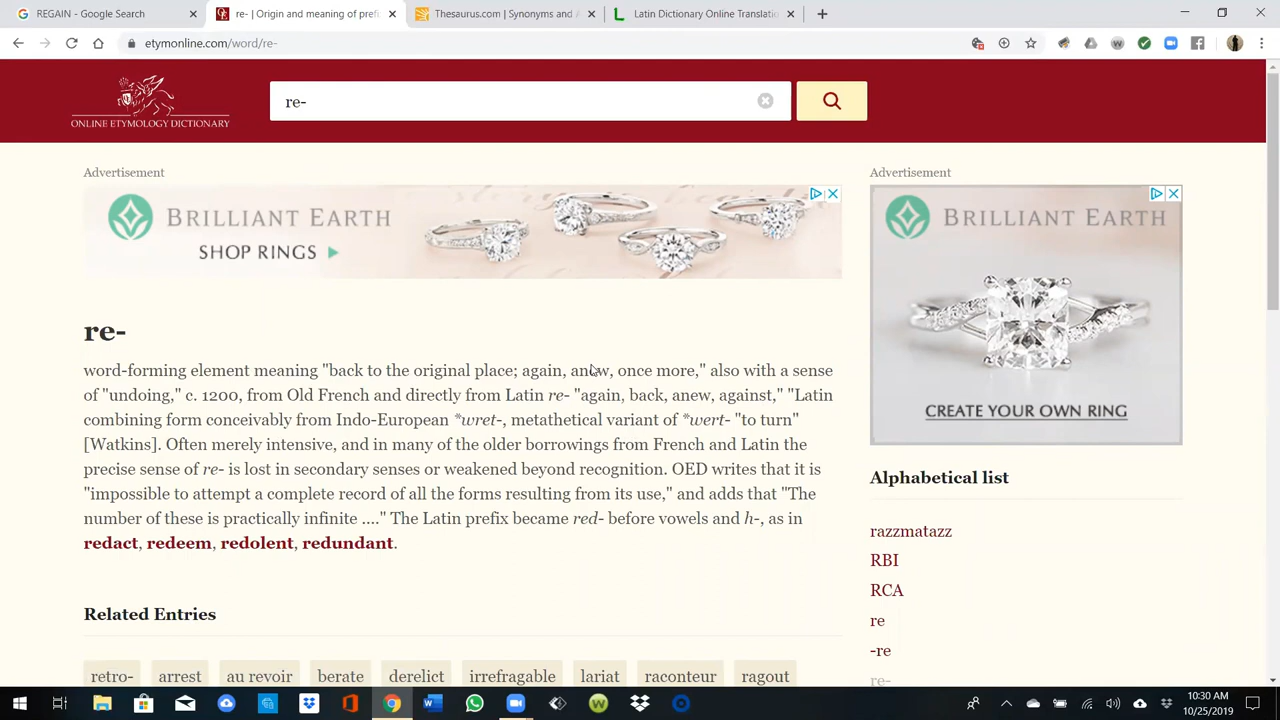 REGAIN - Google Search
re- | Origin and meaning of pref
Thesaurus.com | Synonyms and A
Latin Dictionary Online Translation
etymonline.com/word/re-
ONLINE ETYMOLOGY DICTIONARY
re-
Advertisement
BRILLIANT EARTH
SHOP RINGS
re-
word-forming element meaning "back to the original place; again, anew, once more," also with a sense
of "undoing," c. 1200, from Old French and directly from Latin re- "again, back, anew, against," "Latin
combining form conceivably from Indo-European *wret-, metathetical variant of *wert- "to turn"
[Watkins]. Often merely intensive, and in many of the older borrowings from French and Latin the
precise sense of re- is lost in secondary senses or weakened beyond recognition. OED writes that it is
"impossible to attempt a complete record of all the forms resulting from its use," and adds that "The
number of these is practically infinite ...." The Latin prefix became red- before vowels and h-, as in
redact, redeem, redolent, redundant.
Related Entries
retro- arrest au revoir berate derelict irrefragable lariat raconteur ragout
Advertisement
BRILLIANT EARTH
CREATE YOUR OWN RING
Alphabetical list
razzmatazz
RBI
RCA
re
-re
re-
10:30 AM
10/25/2019